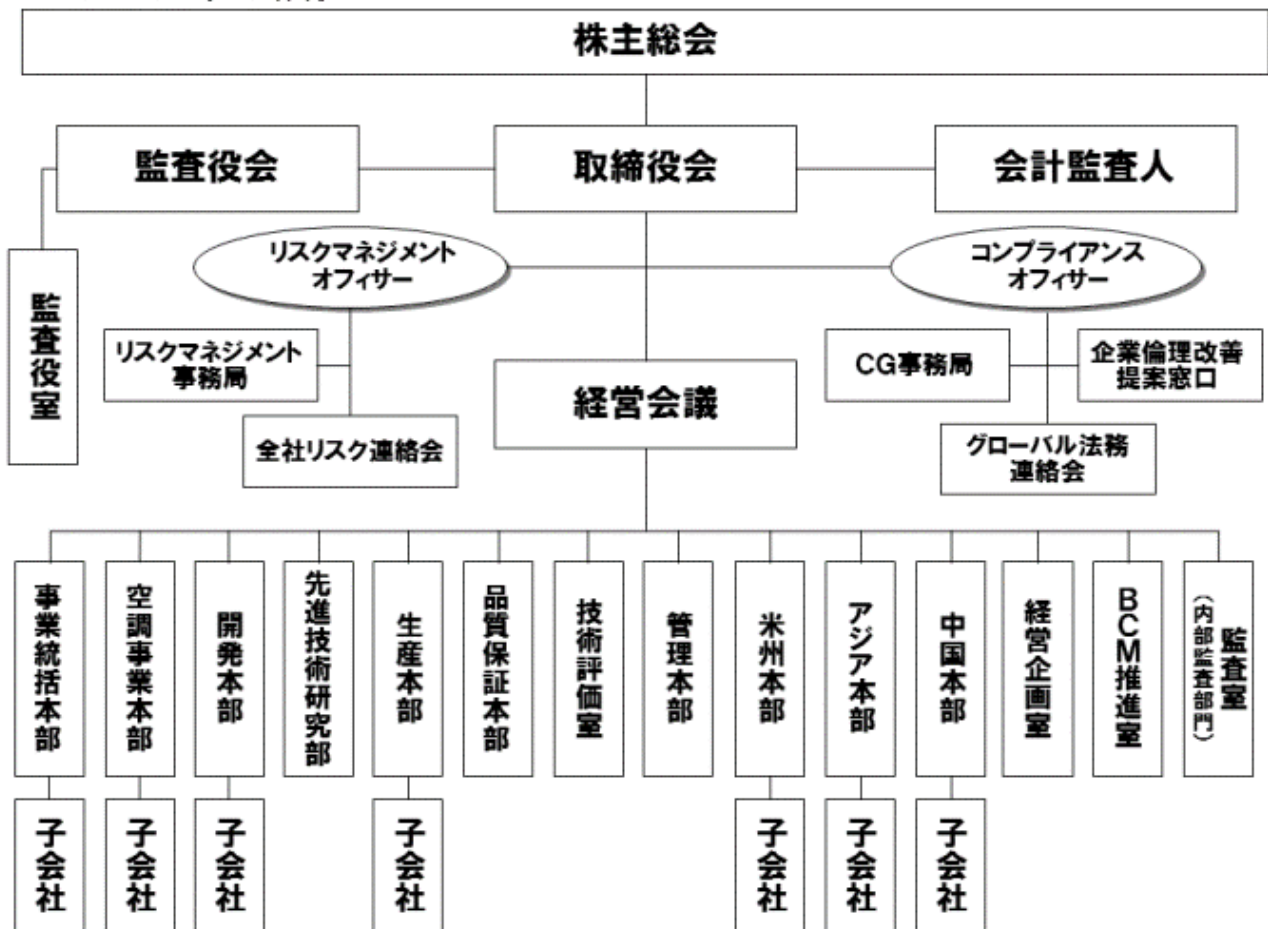 株主総会
監査役会
取締役会
会計監査人
リスクマネジメント
オフィサー
コンプライアンス
オフィサー
監査役室
リスクマネジメント
事務局
全社リスク連絡会
経営会議
CG事務局
企業倫理改善
提案窓口
グローバル法務
連絡会
事業統括本部
空調事業本部
開発本部
先進技術研究部
生産本部
品質保証本部
技術評価室
管理本部
米州本部
アジア本部
中国本部
経営企画室
BCM推進室
監査室
(内部監査部門)
子会社
子会社
子会社
子会社
子会社
子会社
子会社